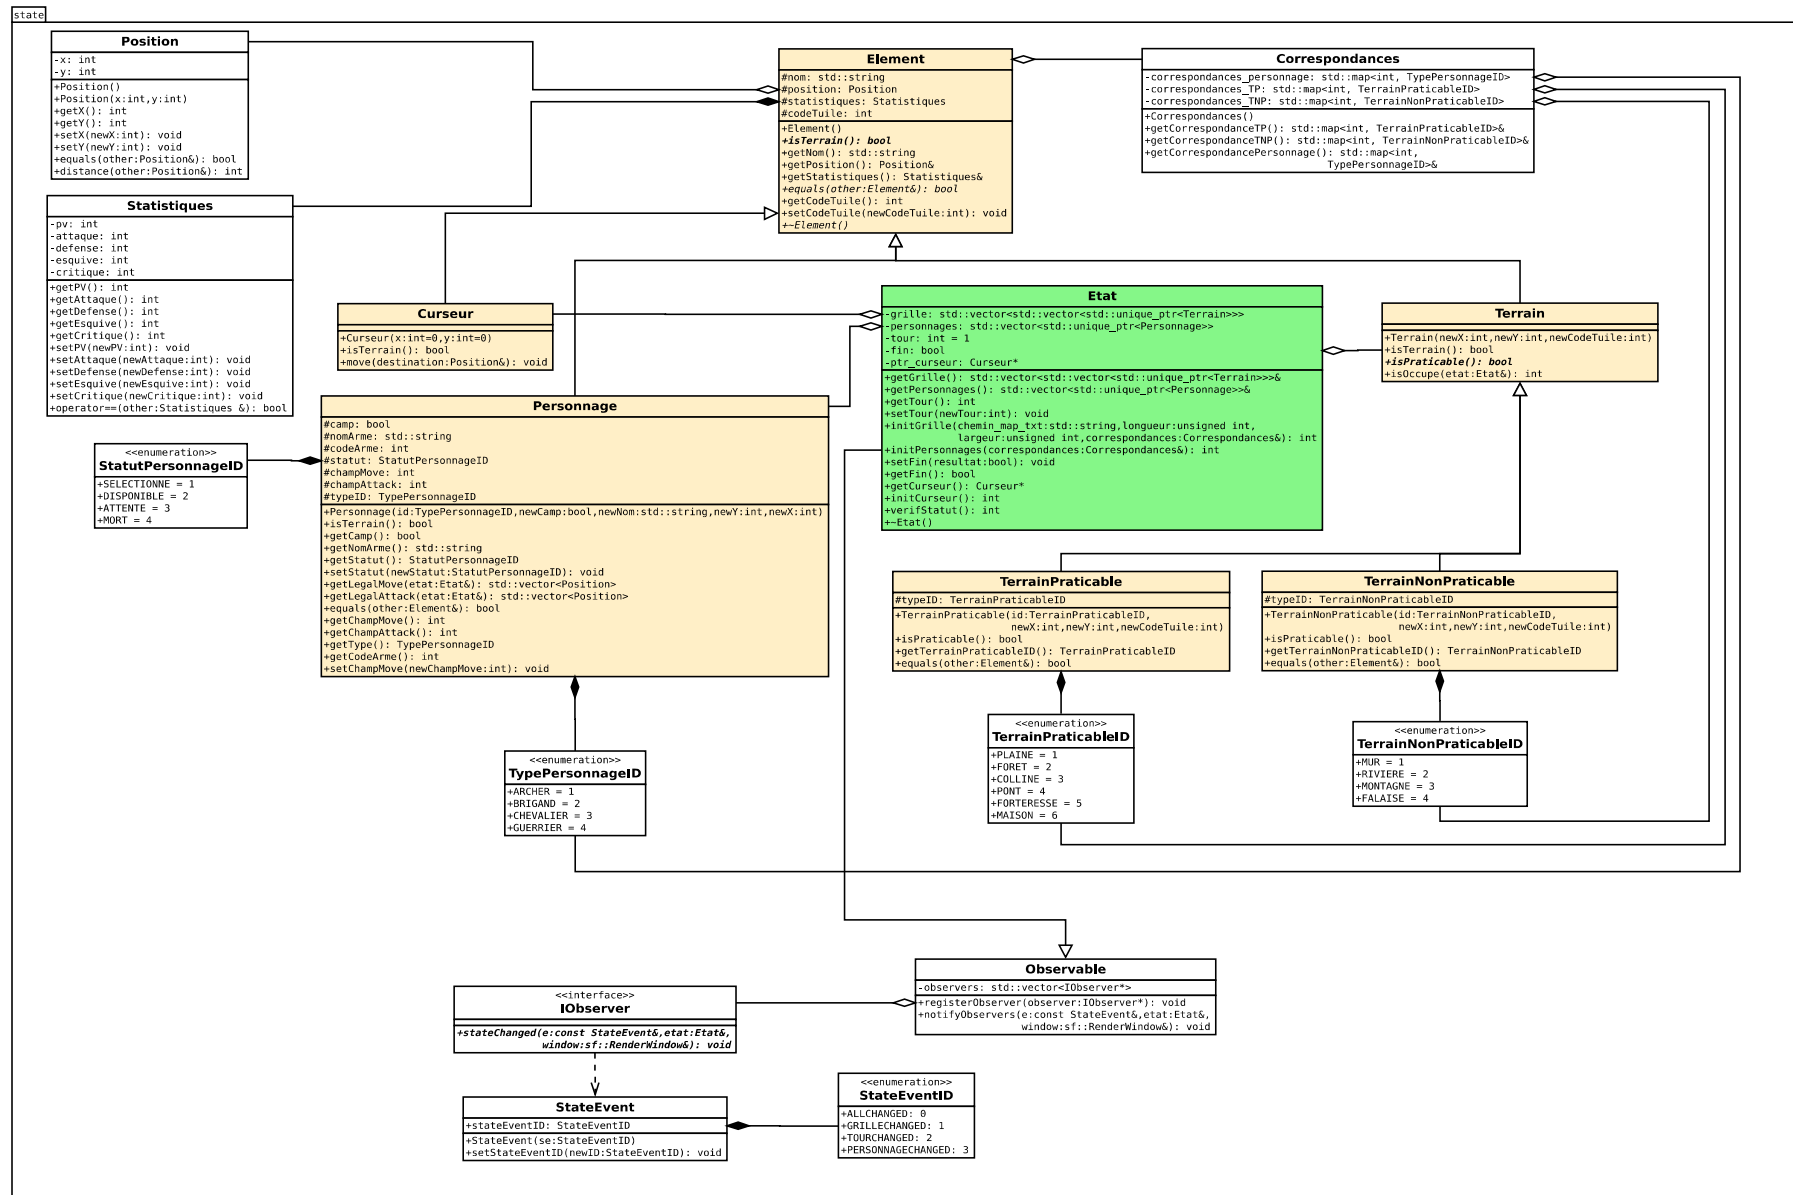 state
Position
-x: int
-y: int
+Position()
+Position(x:int,y:int)
+getX(): int
+getY(): int
+setX(newX:int): void
+setY(newY:int): void
+equals(other:Position&): bool
+distance(other:Position&): int
Statistiques
-pv: int
-attaque: int
-defense: int
-esquive: int
-critique: int
+getPV(): int
+getAttaque(): int
+getDefense(): int
+getEsquive(): int
+getCritique(): int
+setPV(newPV:int): void
+setAttaque(newAttaque:int): void
+setDefense(newDefense:int): void
+setEsquive(newEsquive:int): void
+setCritique(newCritique:int): void
+operator==(other:Statistiques &): bool
Element
#nom: std::string
#position: Position
#statistiques: Statistiques
#codeTuile: int
+Element()
+isTerrain(): bool
+getNom(): std::string
+getPosition(): Position&
+getStatistiques(): Statistiques&
+equals(other:Element&): bool
+getCodeTuile(): int
+setCodeTuile(newCodeTuile:int): void
+~Element()
Correspondances
-correspondances_personnage: std::map<int, TypePersonnageID>
-correspondances_TP: std::map<int, TerrainPraticableID>
-correspondances_TNP: std::map<int, TerrainNonPraticableID>
+Correspondances()
+getCorrespondanceTP(): std::map<int, TerrainPraticableID>&
+getCorrespondanceTNP(): std::map<int, TerrainNonPraticableID>&
+getCorrespondancePersonnage(): std::map<int,
TypePersonnageID>&
Curseur
+Curseur(x:int=0,y:int=0)
+isTerrain(): bool
+move(destination:Position&): void
Etat
-grille: std::vector<std::vector<std::unique_ptr<Terrain>>>
-personnages: std::vector<std::unique_ptr<Personnage>>
-tour: int = 1
-fin: bool
-ptr_curseur: Curseur*
+getGrille(): std::vector<std::vector<std::unique_ptr<Terrain>>>&
+getPersonnages(): std::vector<std::unique_ptr<Personnage>>&
+getTour(): int
+setTour(newTour:int): void
+initGrille(chemin_map_txt:std::string,longueur:unsigned int,
largeur:unsigned int,correspondances:Correspondances&): int
+initPersonnages(correspondances:Correspondances&): int
+setFin(resultat:bool): void
+getFin(): bool
+getCurseur(): Curseur*
+initCurseur(): int
+verifStatut(): int
+~Etat()
Terrain
+Terrain(newX:int,newY:int,newCodeTuile:int)
+isTerrain(): bool
+isPraticable(): bool
+isOccupe(etat:Etat&): int
Personnage
#camp: bool
#nomArme: std::string
#codeArme: int
#statut: StatutPersonnageID
#champMove: int
#champAttack: int
#typeID: TypePersonnageID
+Personnage(id:TypePersonnageID,newCamp:bool,newNom:std::string,newY:int,newX:int)
+isTerrain(): bool
+getCamp(): bool
+getNomArme(): std::string
+getStatut(): StatutPersonnageID
+setStatut(newStatut:StatutPersonnageID): void
+getLegalMove(etat:Etat&): std::vector<Position>
+getLegalAttack(etat:Etat&): std::vector<Position>
+equals(other:Element&): bool
+getChampMove(): int
+getChampAttack(): int
+getType(): TypePersonnageID
+getCodeArme(): int
+setChampMove(newChampMove:int): void
<<enumeration>>
StatutPersonnageID
+SELECTIONNE = 1
+DISPONIBLE = 2
+ATTENTE = 3
+MORT = 4
TerrainPraticable
#typeID: TerrainPraticableID
+TerrainPraticable(id:TerrainPraticableID,
newX:int,newY:int,newCodeTuile:int)
+isPraticable(): bool
+getTerrainPraticableID(): TerrainPraticableID
+equals(other:Element&): bool
TerrainNonPraticable
#typeID: TerrainNonPraticableID
+TerrainNonPraticable(id:TerrainNonPraticableID,
newX:int,newY:int,newCodeTuile:int)
+isPraticable(): bool
+getTerrainNonPraticableID(): TerrainNonPraticableID
+equals(other:Element&): bool
<<enumeration>>
TypePersonnageID
+ARCHER = 1
+BRIGAND = 2
+CHEVALIER = 3
+GUERRIER = 4
<<enumeration>>
TerrainPraticableID
+PLAINE = 1
+FORET = 2
+COLLINE = 3
+PONT = 4
+FORTERESSE = 5
+MAISON = 6
<<enumeration>>
TerrainNonPraticableID
+MUR = 1
+RIVIERE = 2
+MONTAGNE = 3
+FALAISE = 4
Observable
-observers: std::vector<IObserver*>
+registerObserver(observer:IObserver*): void
+notifyObservers(e:const StateEvent&,etat:Etat&,
window:sf::RenderWindow&): void
<<interface>>
IObserver
+stateChanged(e:const StateEvent&,etat:Etat&,
window:sf::RenderWindow&): void
StateEvent
+stateEventID: StateEventID
+StateEvent(se:StateEventID)
+setStateEventID(newID:StateEventID): void
<<enumeration>>
StateEventID
+ALLCHANGED: 0
+GRILLECHANGED: 1
+TOURCHANGED: 2
+PERSONNAGECHANGED: 3